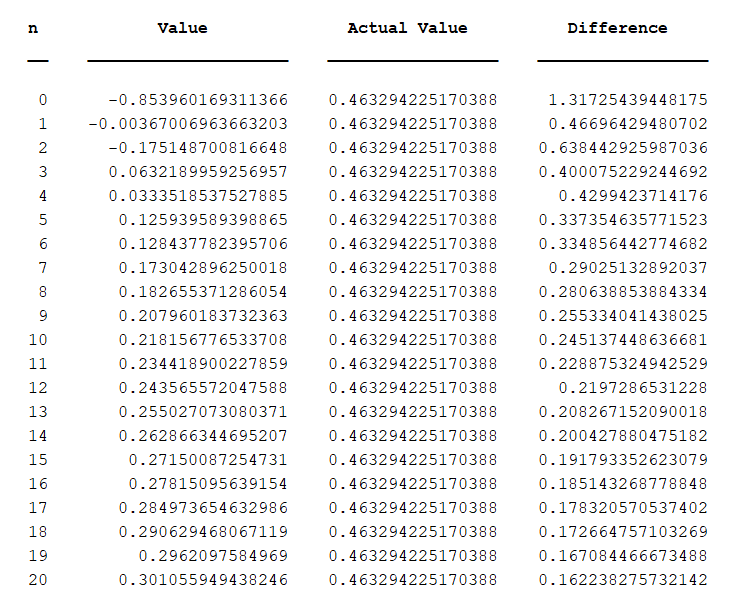 n Value Actual Value Difference
0 -0.853960169311366 0.463294225170388 1.31725439448175
1 -0.00367006963663203 0.463294225170388 0.46696429480702
2 -0.175148700816648 0.463294225170388 0.638442925987036
3 0.0632189959256957 0.463294225170388 0.400075229244692
4 0.0333518537527885 0.463294225170388 0.4299423714176
5 0.125939589398865 0.463294225170388 0.337354635771523
6 0.128437782395706 0.463294225170388 0.334856442774682
7 0.173042896250018 0.463294225170388 0.29025132892037
8 0.182655371286054 0.463294225170388 0.280638853884334
9 0.207960183732363 0.463294225170388 0.255334041438025
10 0.218156776533708 0.463294225170388 0.245137448636681
11 0.234418900227859 0.463294225170388 0.228875324942529
12 0.243565572047588 0.463294225170388 0.2197286531228
13 0.255027073080371 0.463294225170388 0.208267152090018
14 0.262866344695207 0.463294225170388 0.200427880475182
15 0.27150087254731 0.463294225170388 0.191793352623079
16 0.27815095639154 0.463294225170388 0.185143268778848
17 0.284973654632986 0.463294225170388 0.178320570537402
18 0.290629468067119 0.463294225170388 0.172664757103269
19 0.2962097584969 0.463294225170388 0.167084466673488
20 0.301055949438246 0.463294225170388 0.162238275732142